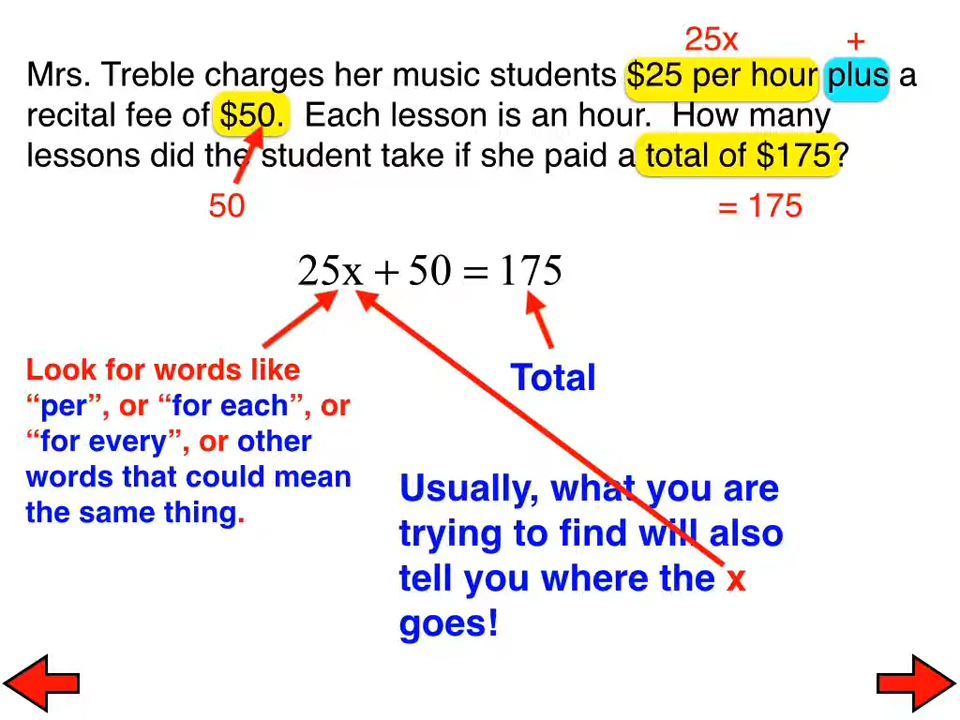 25x +
Mrs. Treble charges her music students $25 per hour plus a
recital fee of $50. Each lesson is an hour. How many
lessons did the student take if she paid a total of $175?
50 = 175
25x + 50 = 175
Look for words like
“per”, or “for each”, or
“for every”, or other
words that could mean
the same thing.
Total
Usually, what you are
trying to find will also
tell you where the x
goes!